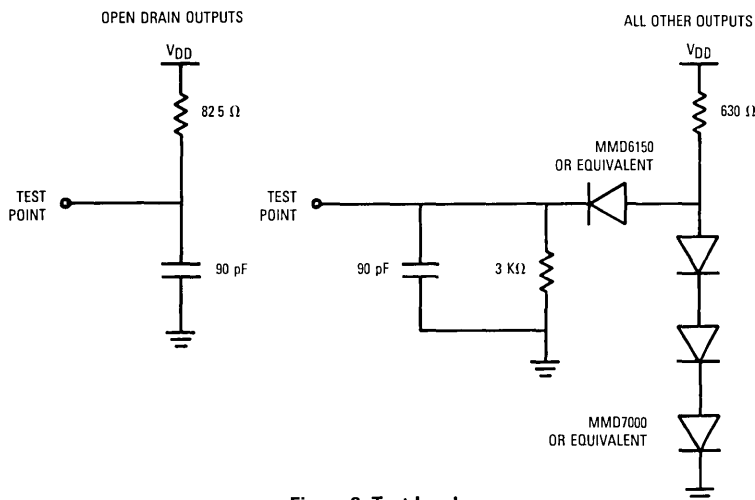 OPEN DRAIN OUTPUTS
VDD
82 5 Ω
TEST
POINT
90 pF
ALL OTHER OUTPUTS
VDD
630 Ω
MMD6150
OR EQUIVALENT
TEST
POINT
90 pF
3 KΩ
MMD7000
OR EQUIVALENT